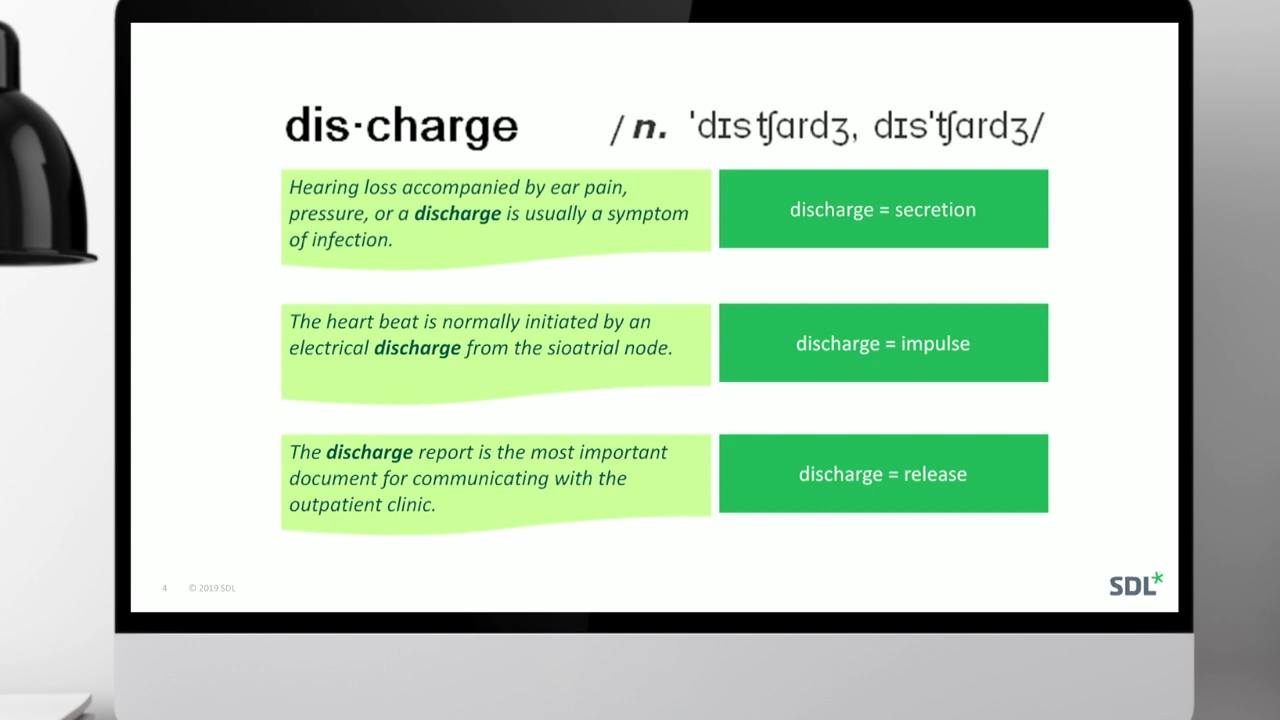 dis·charge /n. ˈdɪstʃɑrdʒ, dɪsˈtʃɑrdʒ/
Hearing loss accompanied by ear pain,
pressure, or a discharge is usually a symptom
of infection.
discharge = secretion
The heart beat is normally initiated by an
electrical discharge from the sioatrial node.
discharge = impulse
The discharge report is the most important
document for communicating with the
outpatient clinic.
discharge = release
4 © 2019 SDL
SDL*